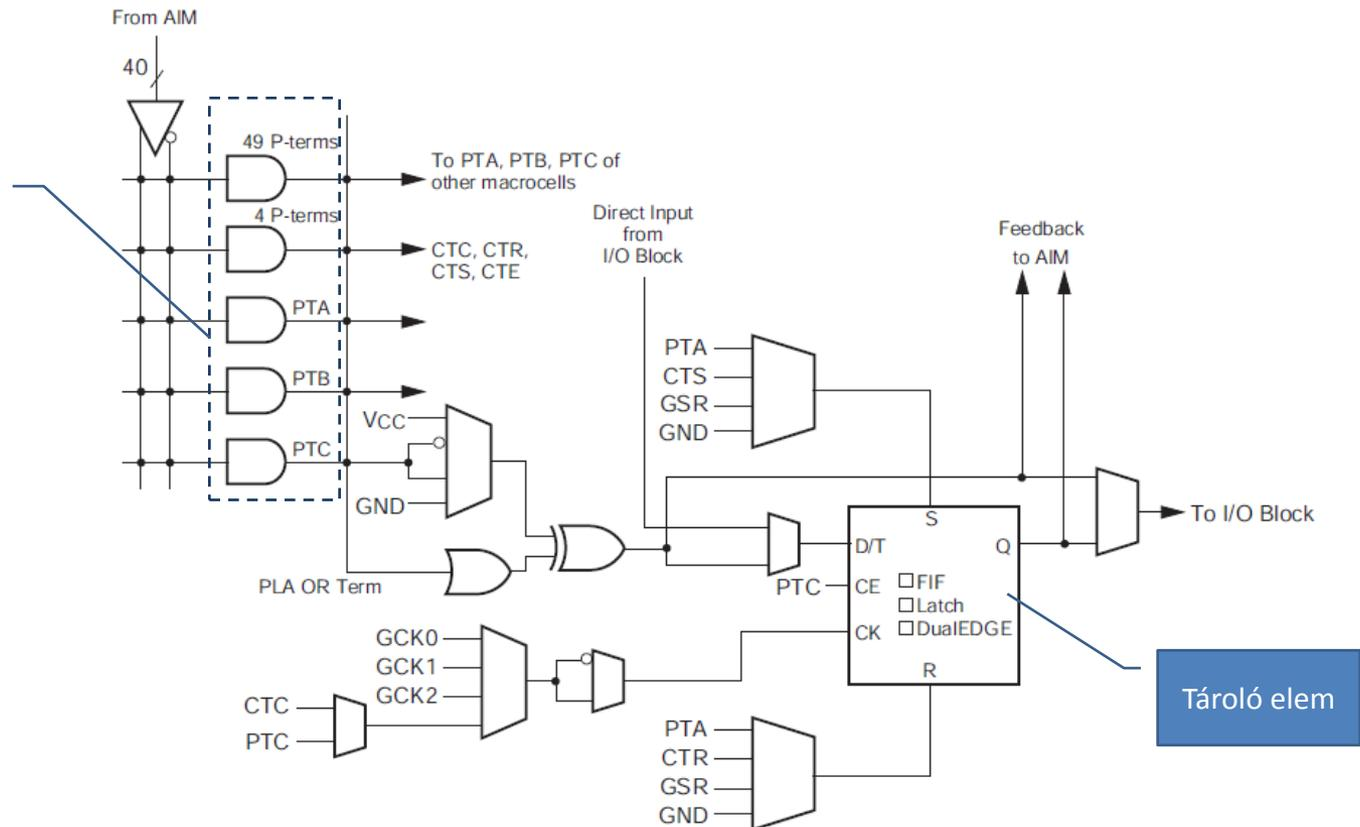 From AIM
40
49 P-terms
To PTA, PTB, PTC of
other macrocells
4 P-terms
CTC, CTR,
CTS, CTE
PTA
PTB
PTC
VCC
GND
PLA OR Term
Direct Input
from
I/O Block
Feedback
to AIM
PTA
CTS
GSR
GND
To I/O Block
S
D/T
Q
PTC
CE
FIF
Latch
CK
DualEDGE
R
GCK0
GCK1
GCK2
CTC
PTC
PTA
CTR
GSR
GND
Tároló elem